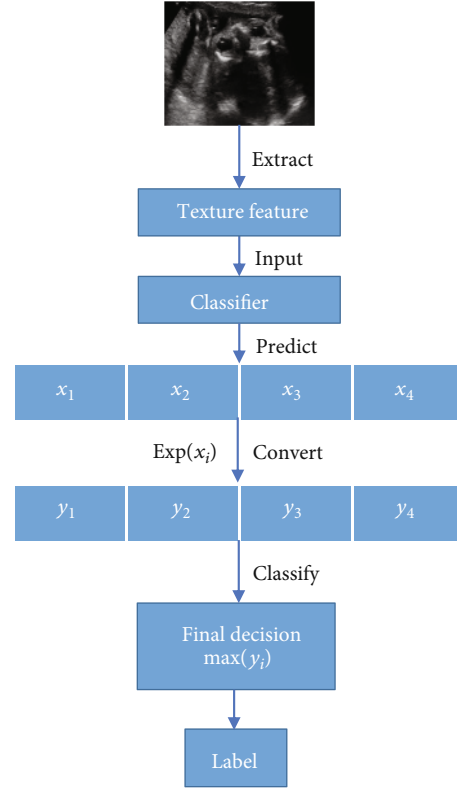 Extract
Texture feature
Input
Classifier
Predict
x₁ x₂ x₃ x₄
Exp(xᵢ) Convert
y₁ y₂ y₃ y₄
Classify
Final decision
max(yᵢ)
Label